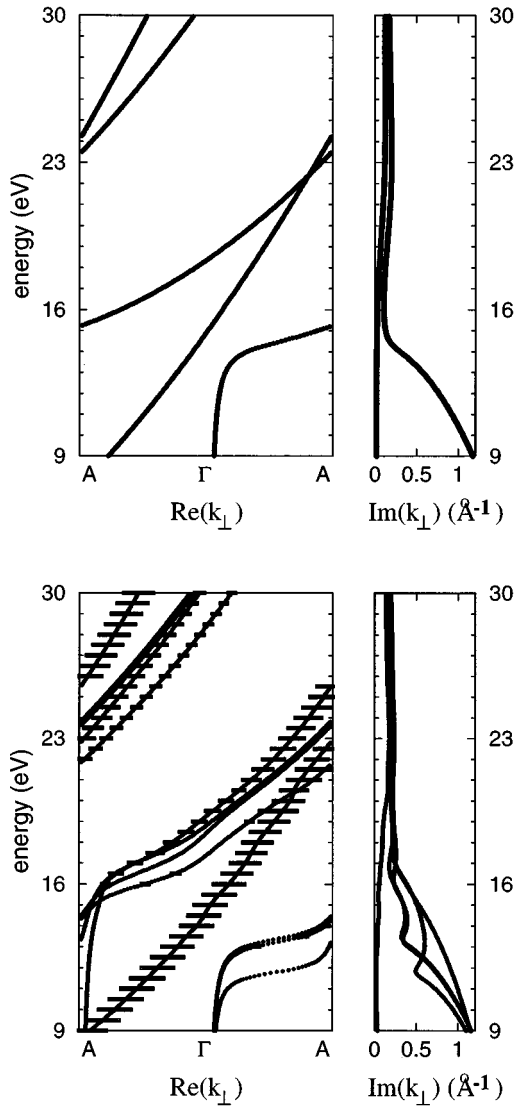 30
30
23
23
energy (eV)
16
16
9
9
A
Γ
A
0
0.5
1
Re(k⊥)
Im(k⊥) (Å-1)
30
30
23
23
energy (eV)
16
16
9
9
A
Γ
A
0
0.5
1
Re(k⊥)
Im(k⊥) (Å-1)